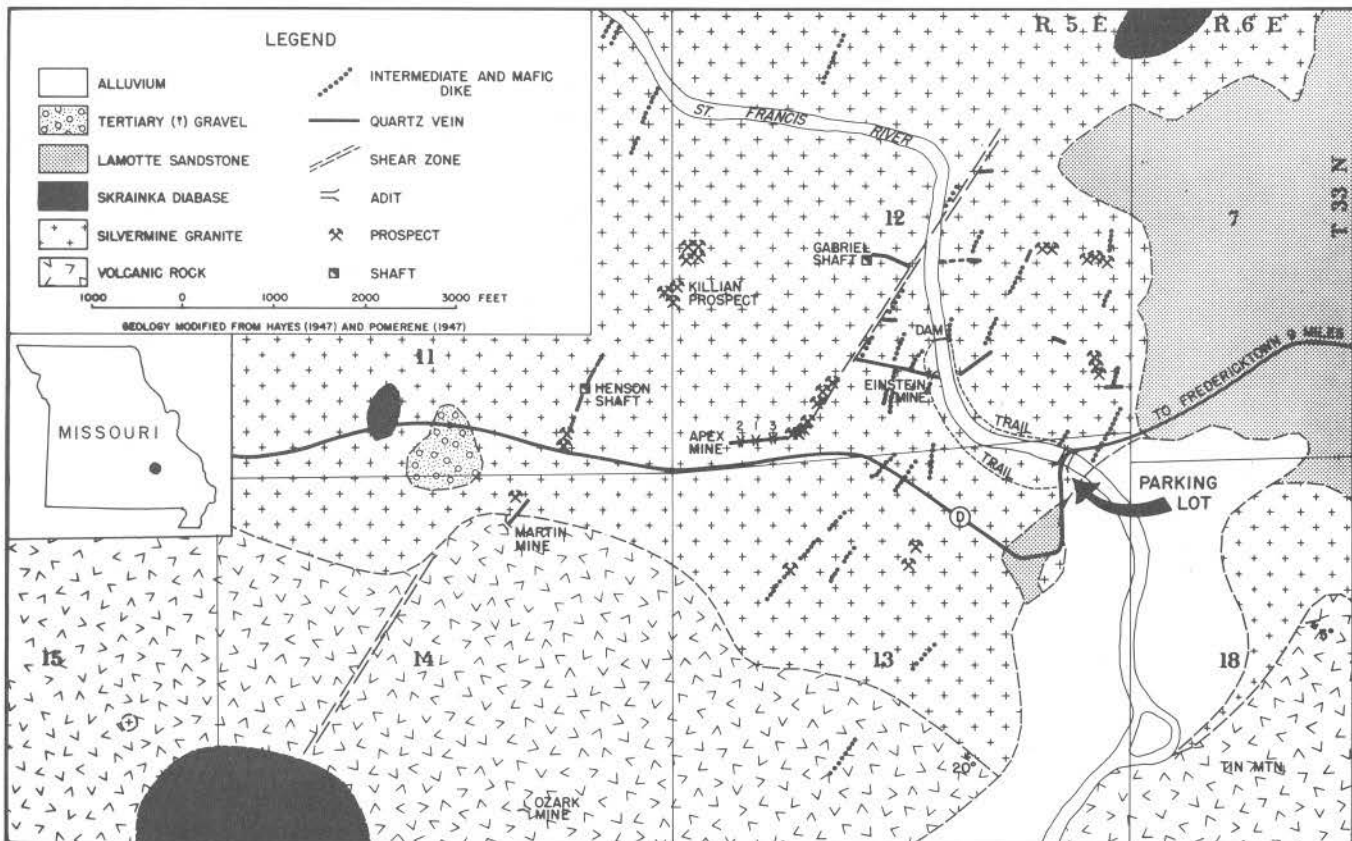 LEGEND
ALLUVIUM
TERTIARY (?) GRAVEL
LAMOTTE SANDSTONE
SKRAINKA DIABASE
SILVERMINE GRANITE
VOLCANIC ROCK
INTERMEDIATE AND MAFIC
DIKE
QUARTZ VEIN
SHEAR ZONE
ADIT
PROSPECT
SHAFT
1000 0 1000 2000 3000 FEET
GEOLOGY MODIFIED FROM HAYES (1947) AND POMERENE (1947)
R 5 E R 6 E
T 33 N
ST. FRANCIS RIVER
12
7
GABRIEL
SHAFT
KILLIAN
PROSPECT
DAM
EINSTEIN
MINE
TO FREDERICKTOWN 9 MILES
11
HENSON
SHAFT
MISSOURI
APEX
MINE
2 1 3
TRAIL
TRAIL
PARKING
LOT
D
MARTIN
MINE
15
14
13
18
20°
TIN MTN.
OZARK
MINE